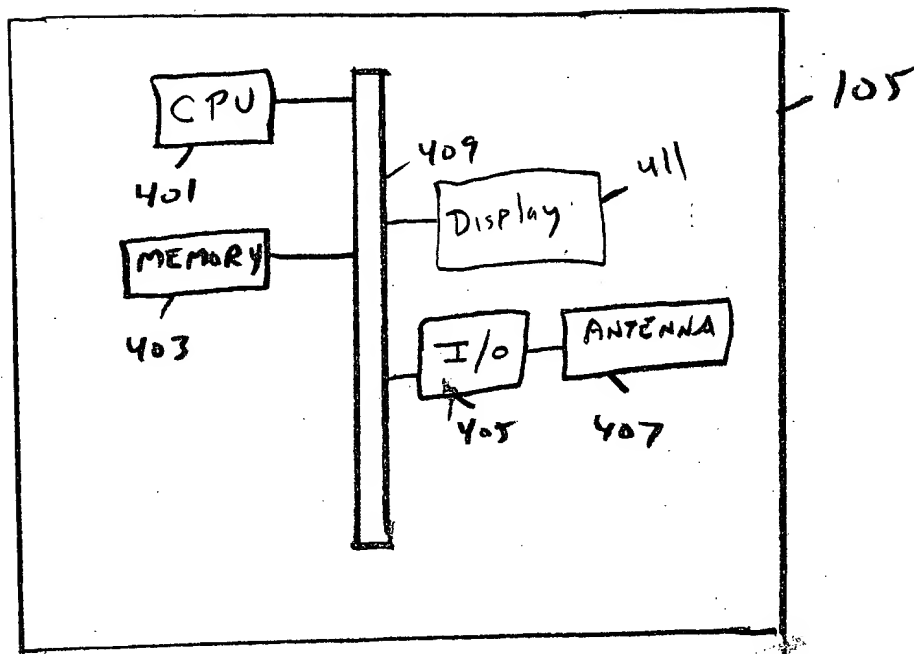 105
CPU
401
409
411
Display
MEMORY
403
I/O
ANTENNA
405
407